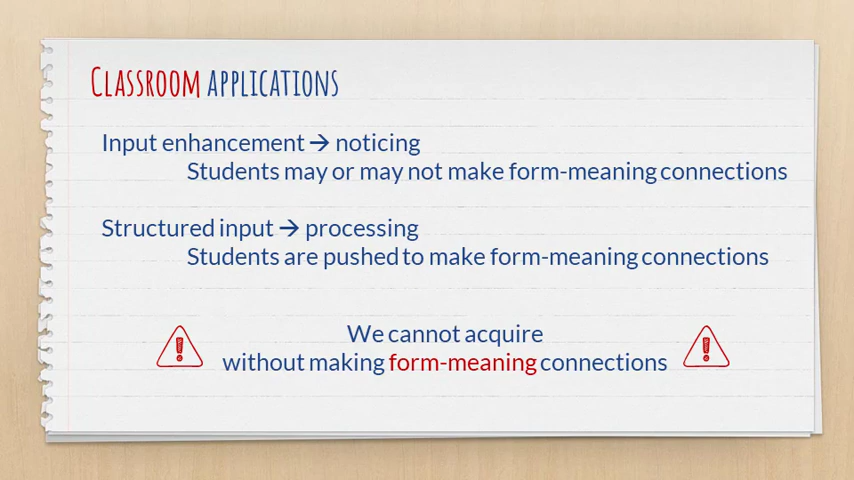 Classroom applications
Input enhancement → noticing
Students may or may not make form-meaning connections
Structured input → processing
Students are pushed to make form-meaning connections
We cannot acquire
without making form-meaning connections